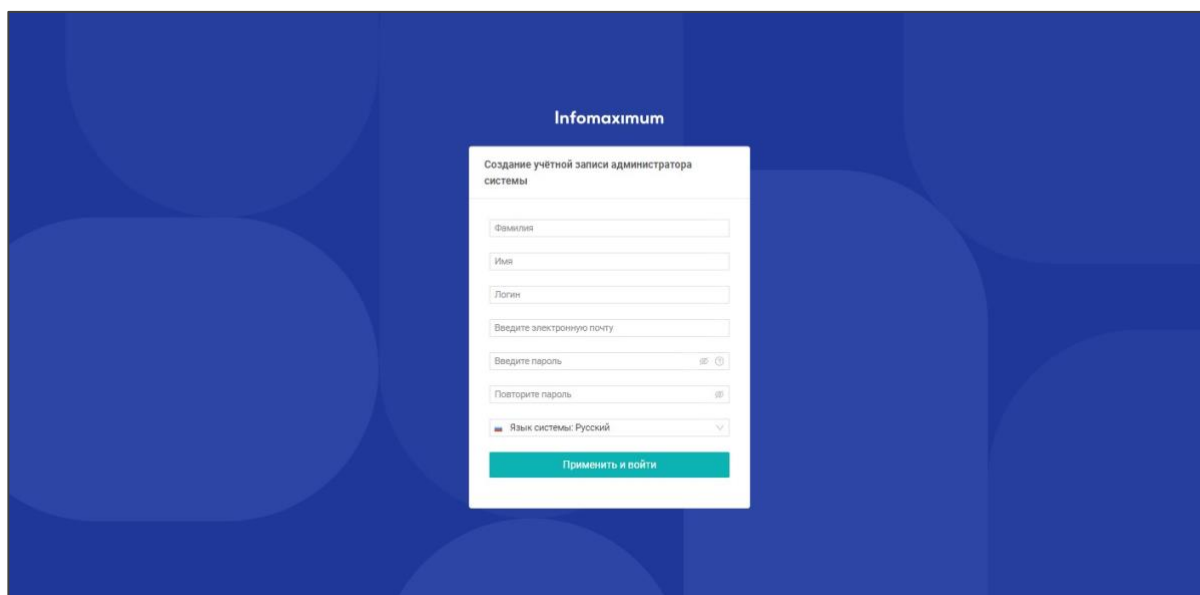 Infomaximum
Создание учётной записи администратора
системы
Фамилия
Имя
Логин
Введите электронную почту
Введите пароль
Повторите пароль
Язык системы: Русский
Применить и войти